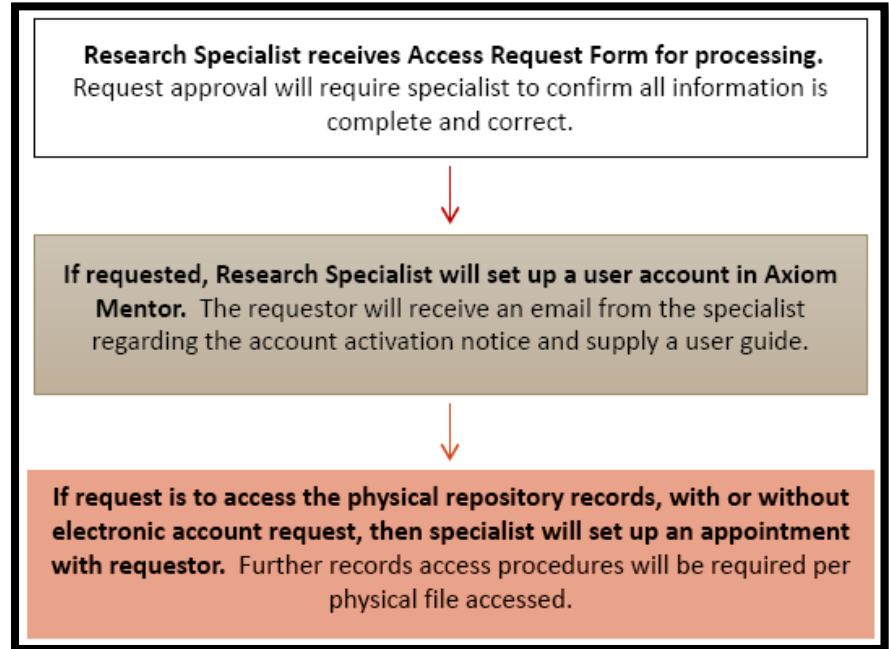 Research Specialist receives Access Request Form for processing.
Request approval will require specialist to confirm all information is
complete and correct.
If requested, Research Specialist will set up a user account in Axiom
Mentor.  The requestor will receive an email from the specialist
regarding the account activation notice and supply a user guide.
If request is to access the physical repository records, with or without
electronic account request, then specialist will set up an appointment
with requestor.  Further records access procedures will be required per
physical file accessed.